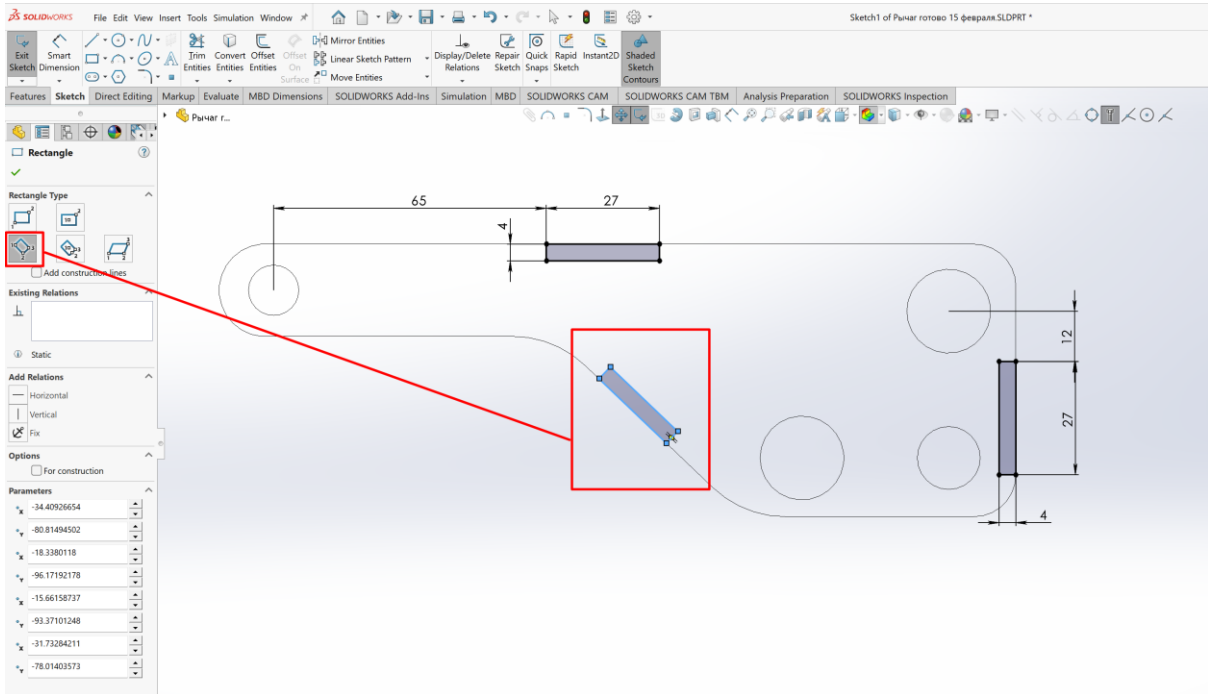 SOLIDWORKS File Edit View Insert Tools Simulation Window Sketch1 of Рычаг готово 15 февраля.SLDPRT *
Exit Sketch
Smart Dimension
Trim Entities
Convert Entities
Offset Entities
Offset On Surface
Mirror Entities
Linear Sketch Pattern
Move Entities
Display/Delete Relations
Repair Sketch
Quick Snaps
Rapid Sketch
Instant2D
Shaded Sketch Contours
Features Sketch Direct Editing Markup Evaluate MBD Dimensions SOLIDWORKS Add-Ins Simulation MBD SOLIDWORKS CAM SOLIDWORKS CAM TBM Analysis Preparation SOLIDWORKS Inspection
Рычаг г...
Rectangle
Rectangle Type
Add construction lines
Existing Relations
Static
Add Relations
Horizontal
Vertical
Fix
Options
For construction
Parameters
-34.40926654
-80.81494502
-18.3380118
-96.17192178
-15.66158737
-93.37101248
-31.73284211
-78.01403573
65
27
4
12
27
4